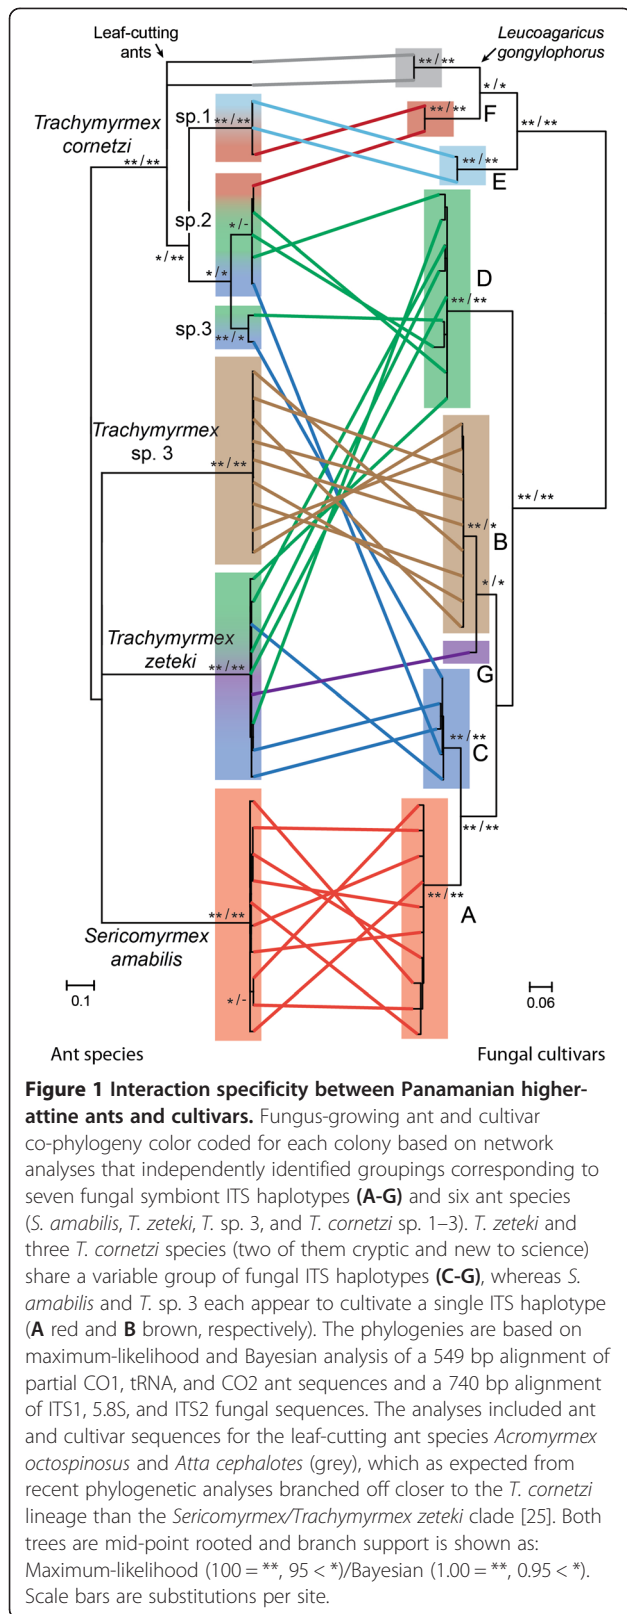 Leaf-cutting
ants
Leucoagaricus
gongylophorus
**/**
*/*
sp.1
**/**
F
Trachymyrmex
cornetzi
**/**
**/**
**/**
**/**
E
sp.2
*/-
D
*/**
*/*
**/**
sp.3
**/*
Trachymyrmex
sp. 3
**/**
**/**
**/*
B
*/*
Trachymyrmex
zeteki
**/**
G
**/**
C
**/**
**/**
A
**/**
Sericomyrmex
amabilis
*/-
0.1
0.06
Ant species
Fungal cultivars
Figure 1 Interaction specificity between Panamanian higher-
attine ants and cultivars. Fungus-growing ant and cultivar
co-phylogeny color coded for each colony based on network
analyses that independently identified groupings corresponding to
seven fungal symbiont ITS haplotypes (A-G) and six ant species
(S. amabilis, T. zeteki, T. sp. 3, and T. cornetzi sp. 1–3). T. zeteki and
three T. cornetzi species (two of them cryptic and new to science)
share a variable group of fungal ITS haplotypes (C-G), whereas S.
amabilis and T. sp. 3 each appear to cultivate a single ITS haplotype
(A red and B brown, respectively). The phylogenies are based on
maximum-likelihood and Bayesian analysis of a 549 bp alignment of
partial CO1, tRNA, and CO2 ant sequences and a 740 bp alignment
of ITS1, 5.8S, and ITS2 fungal sequences. The analyses included ant
and cultivar sequences for the leaf-cutting ant species Acromyrmex
octospinosus and Atta cephalotes (grey), which as expected from
recent phylogenetic analyses branched off closer to the T. cornetzi
lineage than the Sericomyrmex/Trachymyrmex zeteki clade [25]. Both
trees are mid-point rooted and branch support is shown as:
Maximum-likelihood (100 = **, 95 < *)/Bayesian (1.00 = **, 0.95 < *).
Scale bars are substitutions per site.